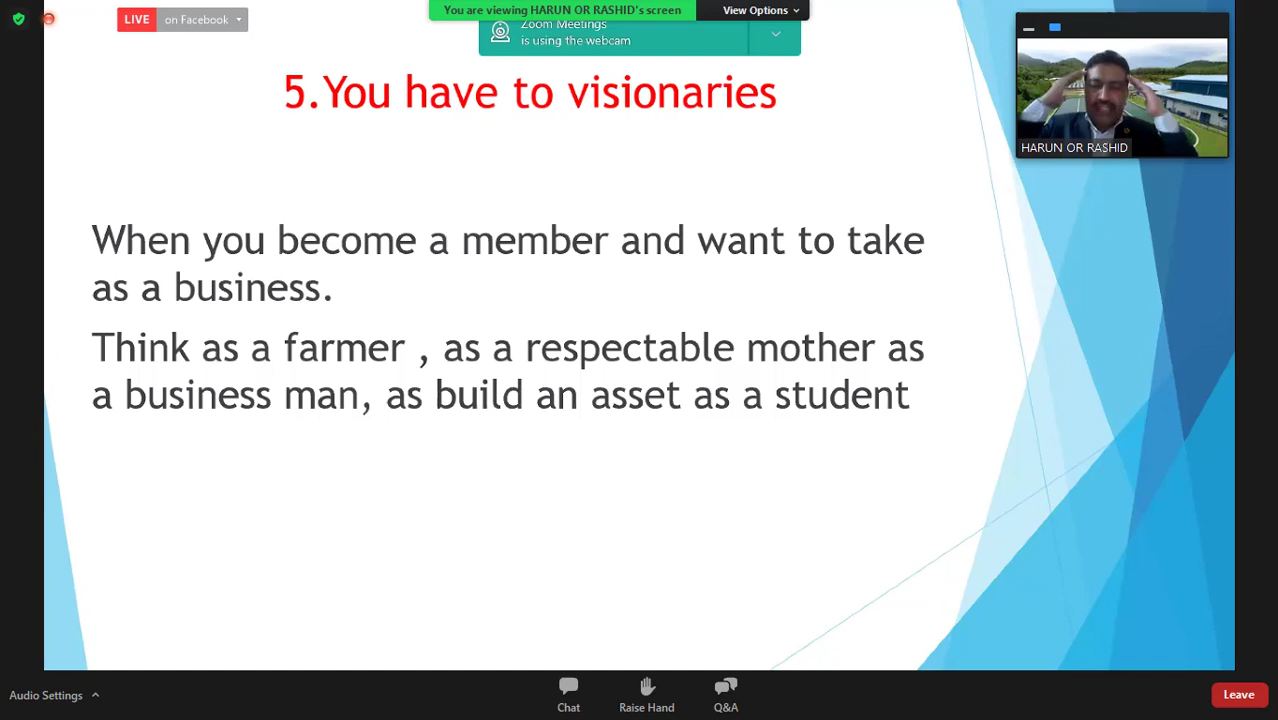 LIVE on Facebook
You are viewing HARUN OR RASHID's screen
View Options
Zoom Meetings
is using the webcam
5.You have to visionaries
HARUN OR RASHID
When you become a member and want to take
as a business.
Think as a farmer , as a respectable mother as
a business man, as build an asset as a student
Audio Settings
Chat
Raise Hand
Q&A
Leave